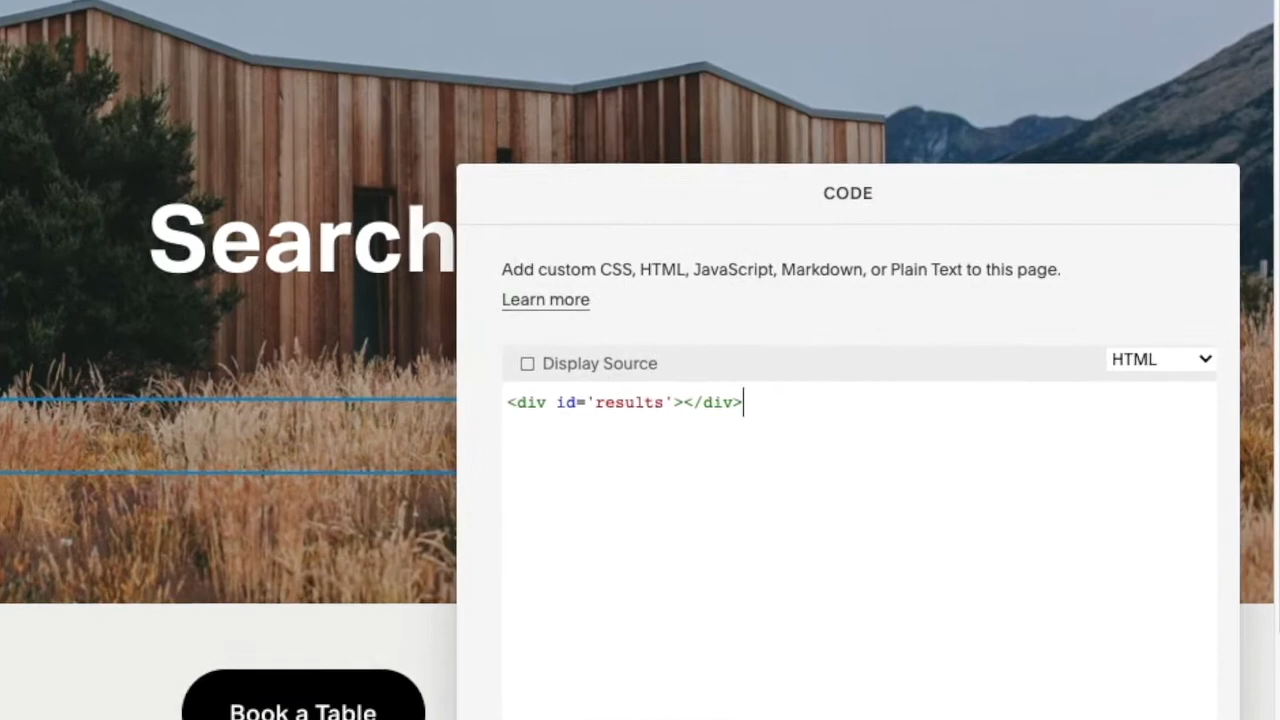 Search
CODE
Add custom CSS, HTML, JavaScript, Markdown, or Plain Text to this page.
Learn more
Display Source
HTML
<div id='results'></div>
Book a Table